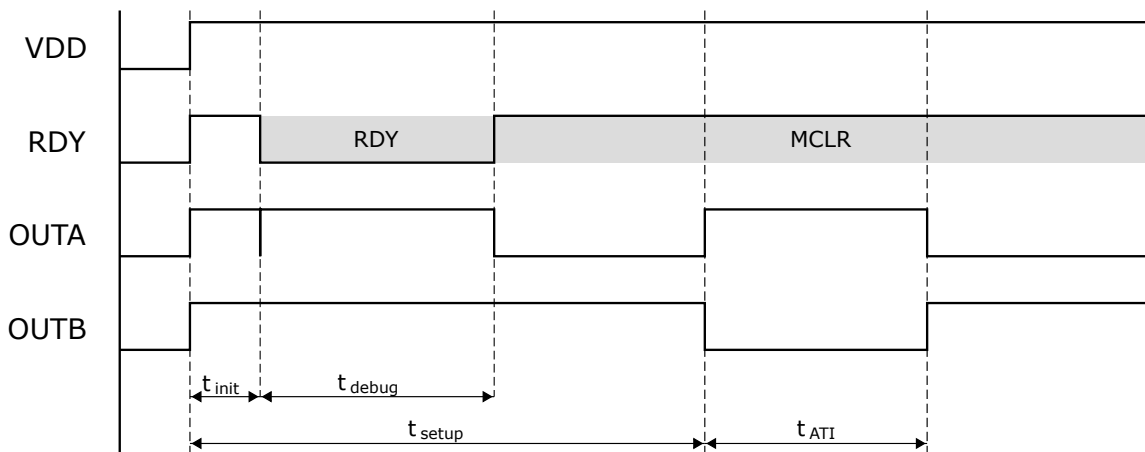 VDD
RDY
RDY
MCLR
OUTA
OUTB
t init
t debug
t setup
t ATI